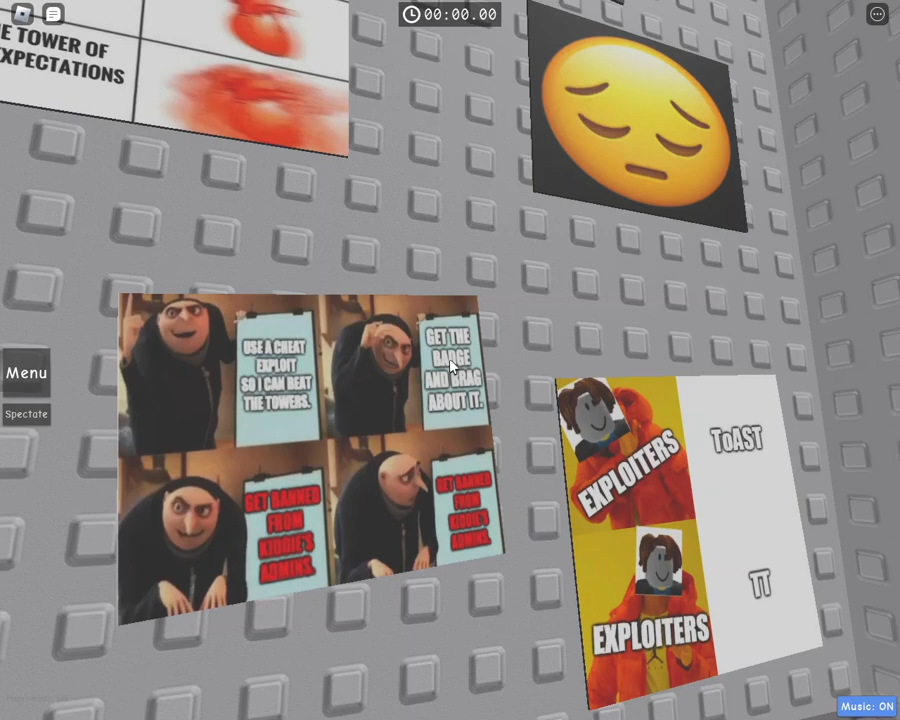 00:00.00
E TOWER OF
XPECTATIONS
USE A CHEAT
EXPLOIT
SO I CAN BEAT
THE TOWERS.
GET THE
BADGE
AND BRAG
ABOUT IT.
GET BANNED
FROM
KIDDIE'S
ADMINS.
GET BANNED
FROM
KIDDIE'S
ADMINS.
Menu
Spectate
EXPLOITERS
ToAST
EXPLOITERS
TT
Music: ON